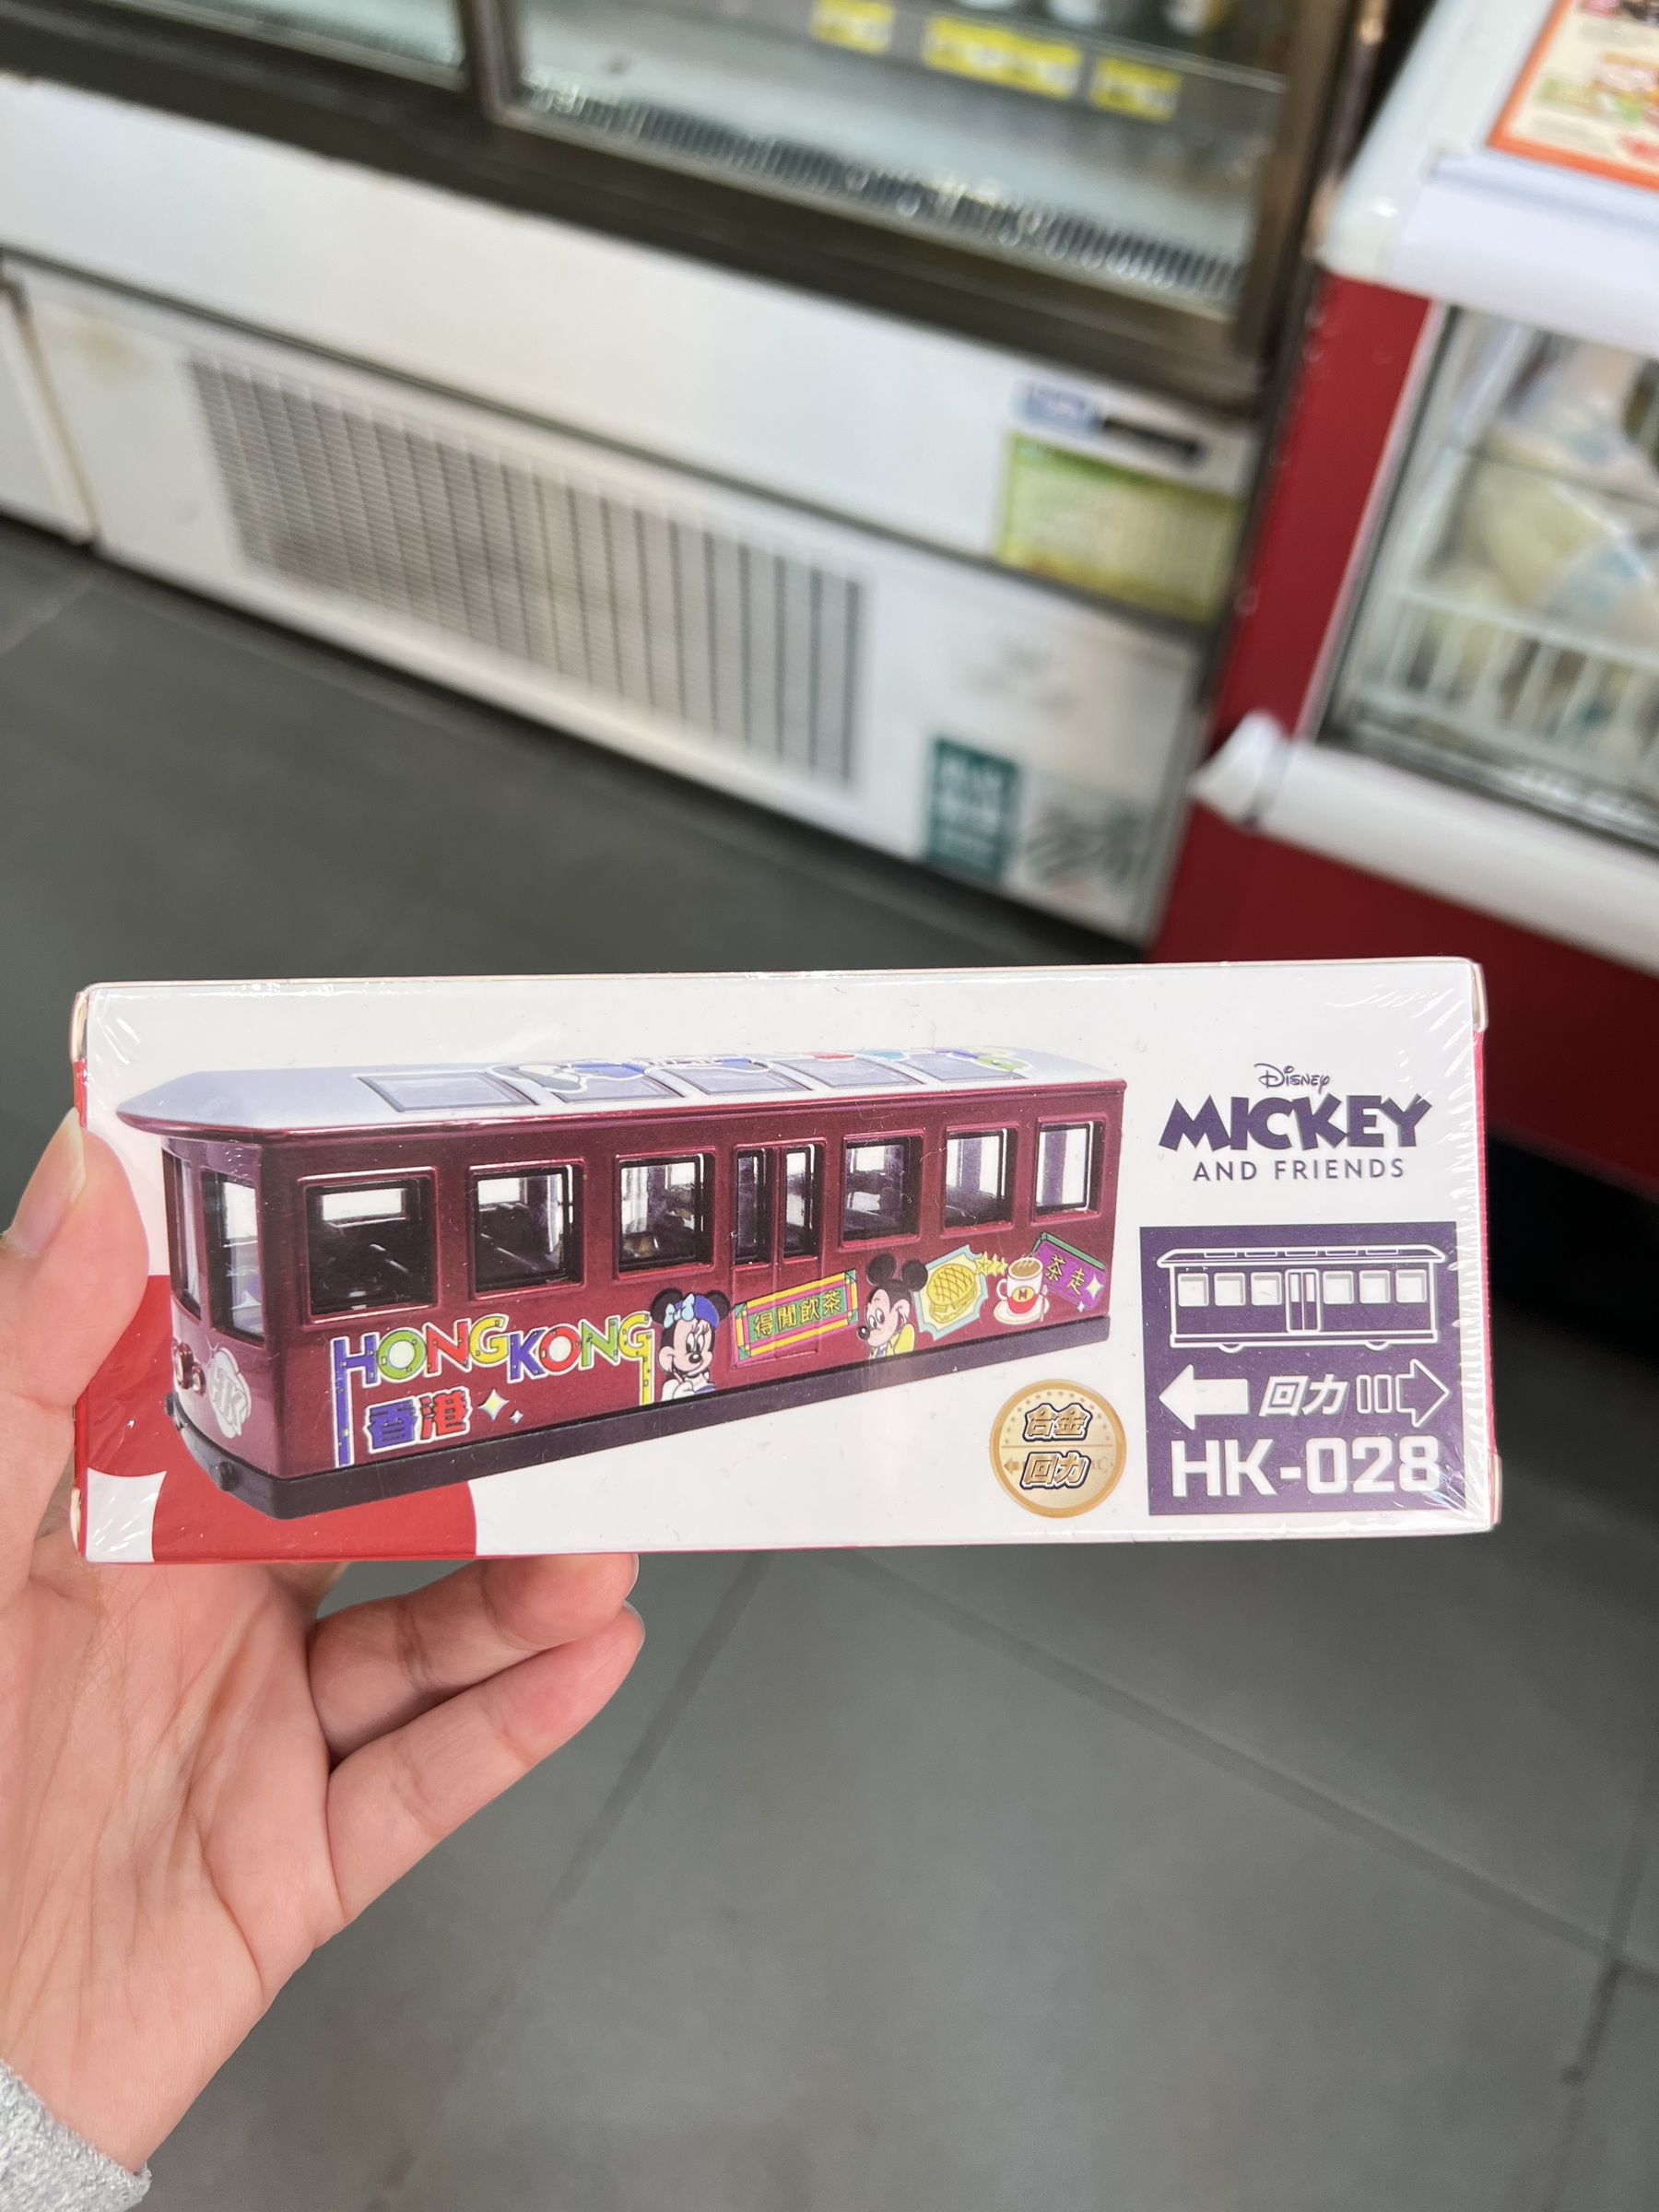 Disney
MICKEY
AND FRIENDS
HONGKONG
香港
得閒飲茶
茶走
HK
合金
回力
回力
HK-028